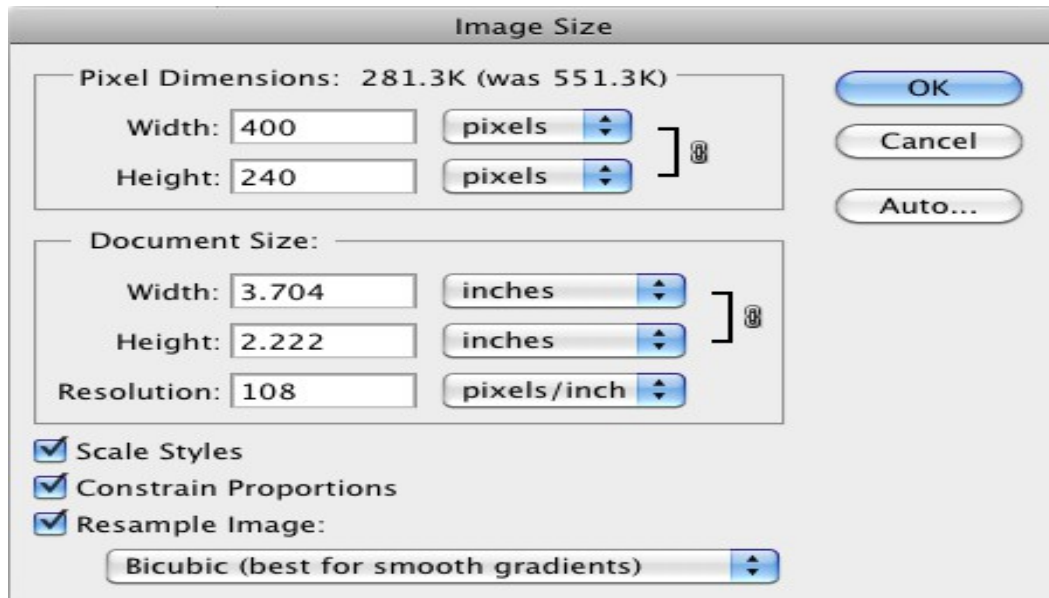 Image Size
Pixel Dimensions: 281.3K (was 551.3K)
Width: 400 pixels
Height: 240 pixels
Document Size:
Width: 3.704 inches
Height: 2.222 inches
Resolution: 108 pixels/inch
Scale Styles
Constrain Proportions
Resample Image:
Bicubic (best for smooth gradients)
OK
Cancel
Auto...